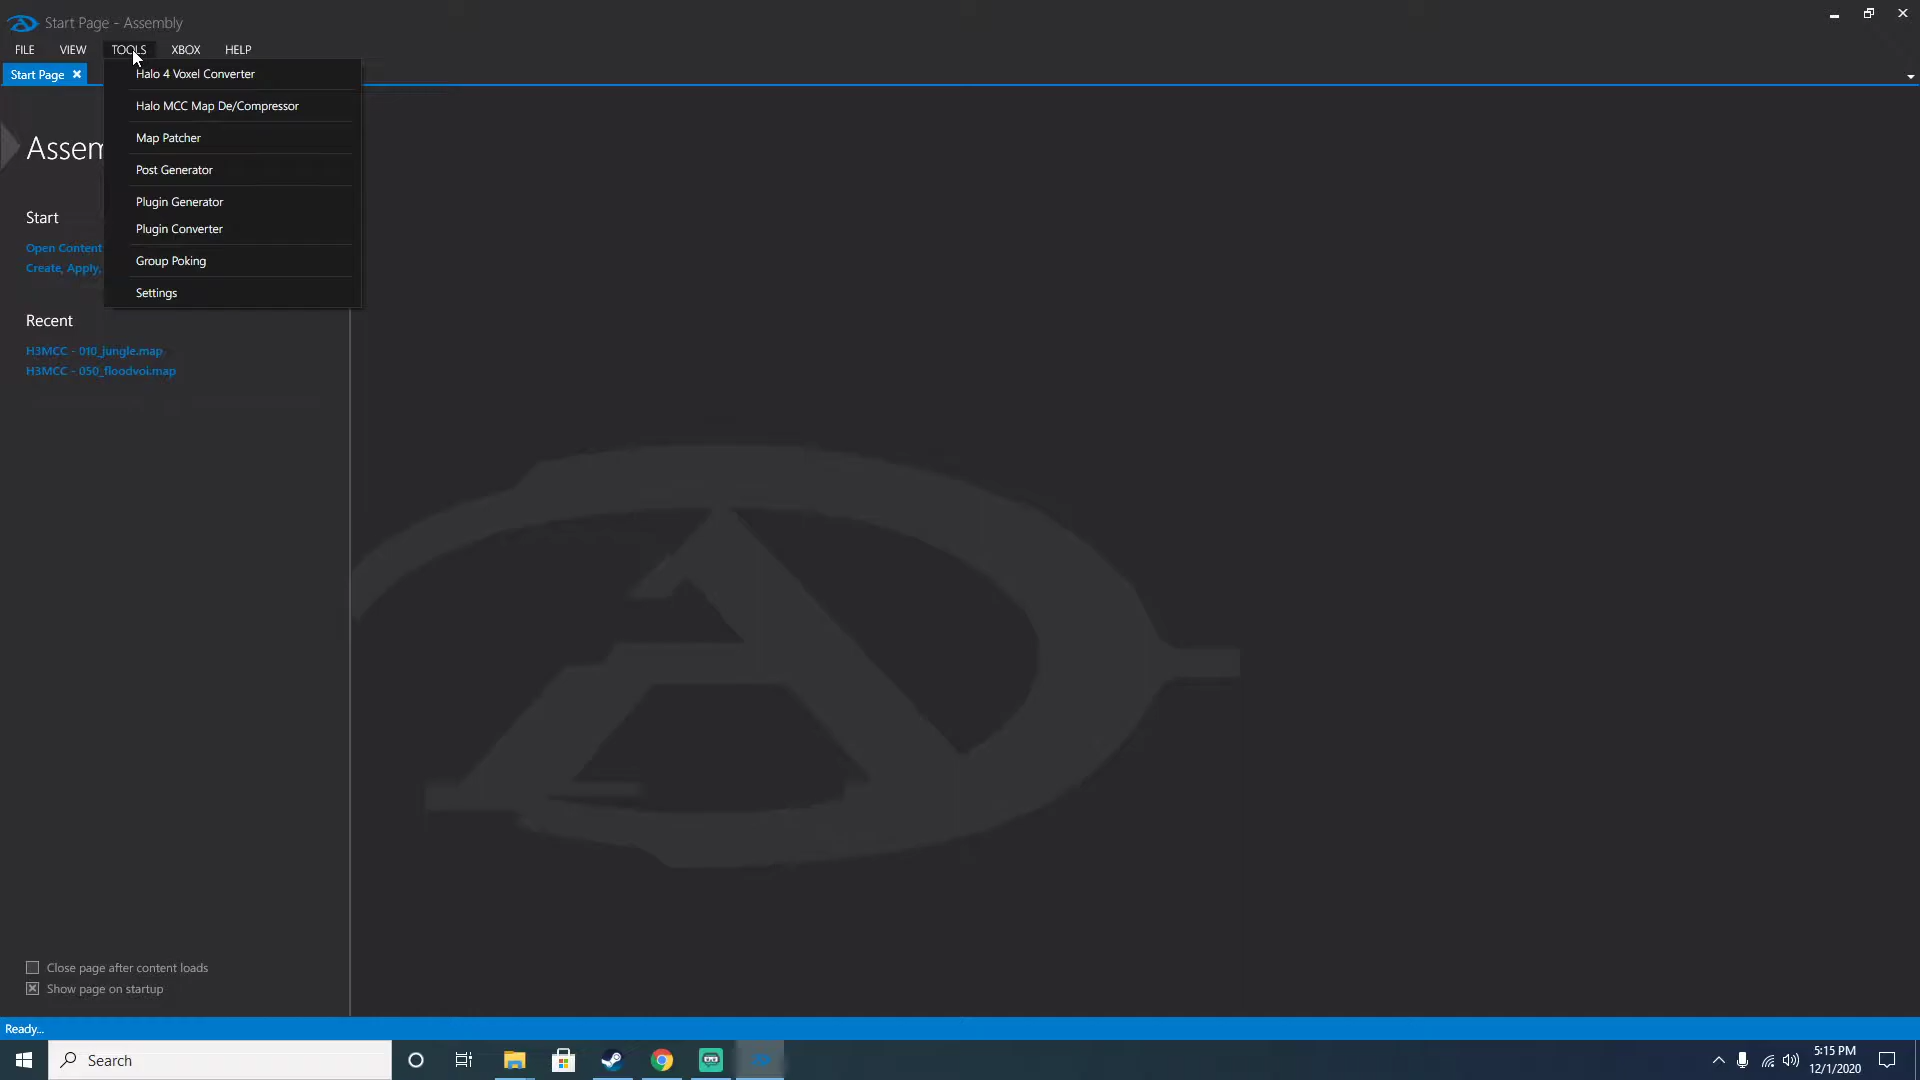 Start Page - Assembly
FILE VIEW TOOLS XBOX HELP
Start Page
Halo 4 Voxel Converter
Halo MCC Map De/Compressor
Map Patcher
Post Generator
Plugin Generator
Plugin Converter
Group Poking
Settings
Assem
Start
Open Content
Create, Apply,
Recent
H3MCC - 010_jungle.map
H3MCC - 050_floodvoi.map
Close page after content loads
Show page on startup
Ready...
Search
5:15 PM
12/1/2020